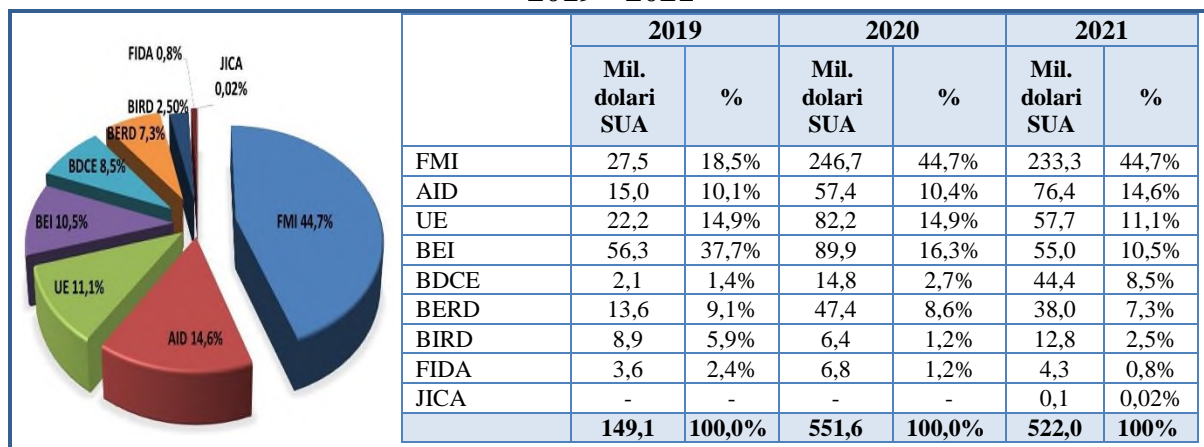 2019 - 2021
FIDA 0,8%
JICA
0,02%
BIRD 2,50%
BERD 7,3%
BDCE 8,5%
BEI 10,5%
FMI 44,7%
UE 11,1%
AID 14,6%
2019 2020 2021
Mil. dolari SUA % Mil. dolari SUA % Mil. dolari SUA %
FMI 27,5 18,5% 246,7 44,7% 233,3 44,7%
AID 15,0 10,1% 57,4 10,4% 76,4 14,6%
UE 22,2 14,9% 82,2 14,9% 57,7 11,1%
BEI 56,3 37,7% 89,9 16,3% 55,0 10,5%
BDCE 2,1 1,4% 14,8 2,7% 44,4 8,5%
BERD 13,6 9,1% 47,4 8,6% 38,0 7,3%
BIRD 8,9 5,9% 6,4 1,2% 12,8 2,5%
FIDA 3,6 2,4% 6,8 1,2% 4,3 0,8%
JICA - - - - 0,1 0,02%
149,1 100,0% 551,6 100,0% 522,0 100%